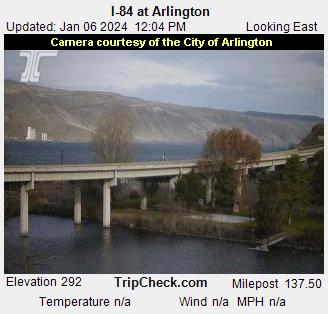 I-84 at Arlington
Updated: Jan 06 2024 12:04 PM Looking East
Camera courtesy of the City of Arlington
Elevation 292 TripCheck.com Milepost 137.50
Temperature n/a Wind n/a MPH n/a